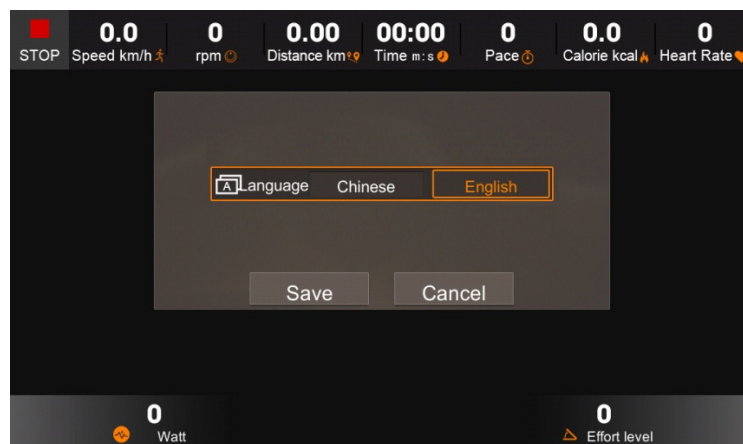 0.0 0 0.00 00:00 0 0.0 0
STOP Speed km/h rpm Distance km Time m:s Pace Calorie kcal Heart Rate
A Language Chinese English
Save Cancel
0 0
Watt Effort level